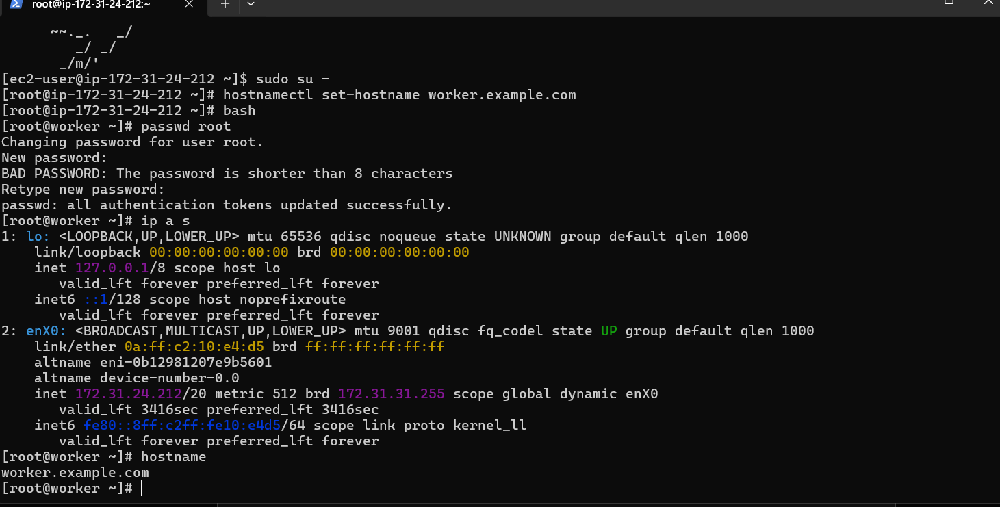 root@ip-172-31-24-212:~
~~._.   _/
_/ _/
_/m/'
[ec2-user@ip-172-31-24-212 ~]$ sudo su -
[root@ip-172-31-24-212 ~]# hostnamectl set-hostname worker.example.com
[root@ip-172-31-24-212 ~]# bash
[root@worker ~]# passwd root
Changing password for user root.
New password:
BAD PASSWORD: The password is shorter than 8 characters
Retype new password:
passwd: all authentication tokens updated successfully.
[root@worker ~]# ip a s
1: lo: <LOOPBACK,UP,LOWER_UP> mtu 65536 qdisc noqueue state UNKNOWN group default qlen 1000
    link/loopback 00:00:00:00:00:00 brd 00:00:00:00:00:00
    inet 127.0.0.1/8 scope host lo
       valid_lft forever preferred_lft forever
    inet6 ::1/128 scope host noprefixroute
       valid_lft forever preferred_lft forever
2: enX0: <BROADCAST,MULTICAST,UP,LOWER_UP> mtu 9001 qdisc fq_codel state UP group default qlen 1000
    link/ether 0a:ff:c2:10:e4:d5 brd ff:ff:ff:ff:ff:ff
    altname eni-0b12981207e9b5601
    altname device-number-0.0
    inet 172.31.24.212/20 metric 512 brd 172.31.31.255 scope global dynamic enX0
       valid_lft 3416sec preferred_lft 3416sec
    inet6 fe80::8ff:c2ff:fe10:e4d5/64 scope link proto kernel_ll
       valid_lft forever preferred_lft forever
[root@worker ~]# hostname
worker.example.com
[root@worker ~]#